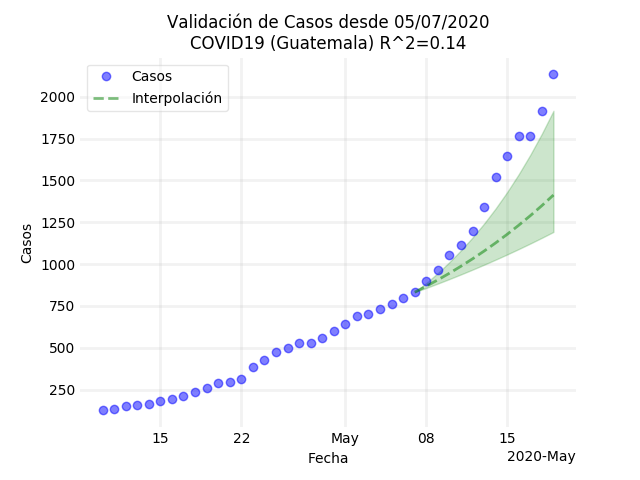 Validación de Casos desde 05/07/2020
COVID19 (Guatemala) R^2=0.14
Casos
Interpolación
2000
1750
1500
1250
1000
750
500
250
Casos
15
22
May
08
15
Fecha
2020-May